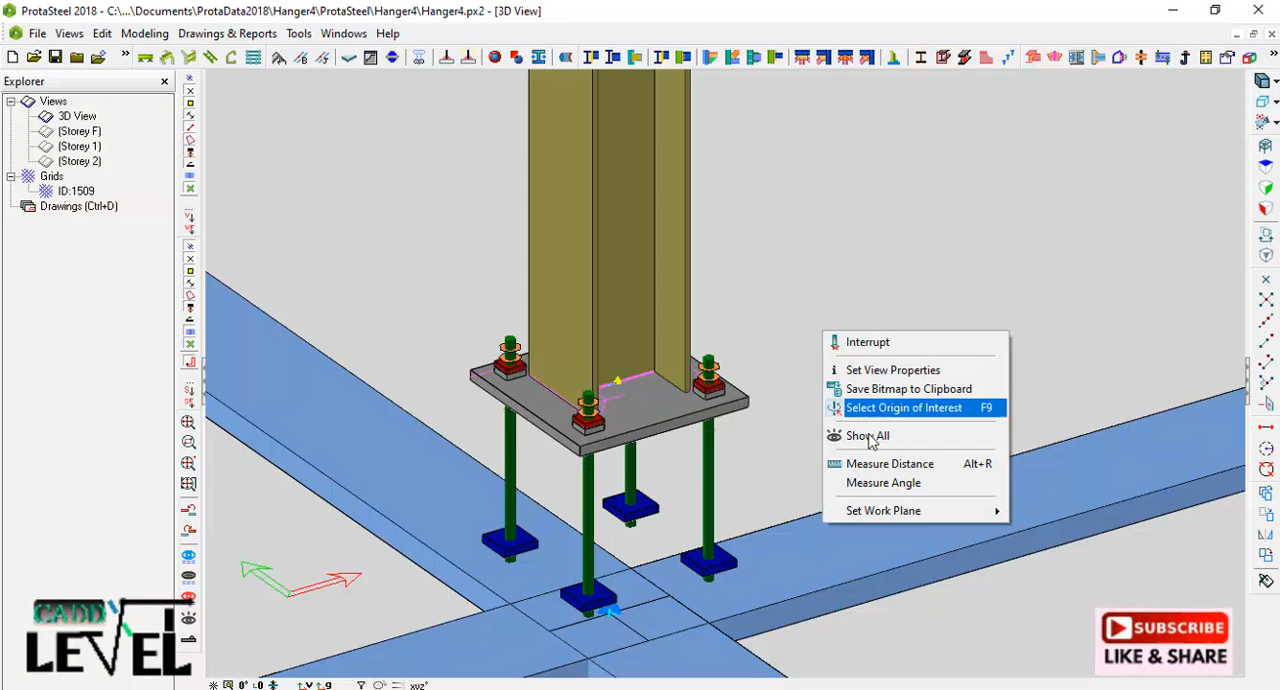 ProtaSteel 2018 - C:\...\Documents\ProtaData2018\Hanger4\ProtaSteel\Hanger4\Hanger4.px2 - [3D View]
File Views Edit Modeling Drawings & Reports Tools Windows Help
Explorer
Views
3D View
(Storey F)
(Storey 1)
(Storey 2)
Grids
ID:1509
Drawings (Ctrl+D)
Interrupt
Set View Properties
Save Bitmap to Clipboard
Select Origin of Interest F9
Show All
Measure Distance Alt+R
Measure Angle
Set Work Plane
CADD
LEVEL
SUBSCRIBE
LIKE & SHARE